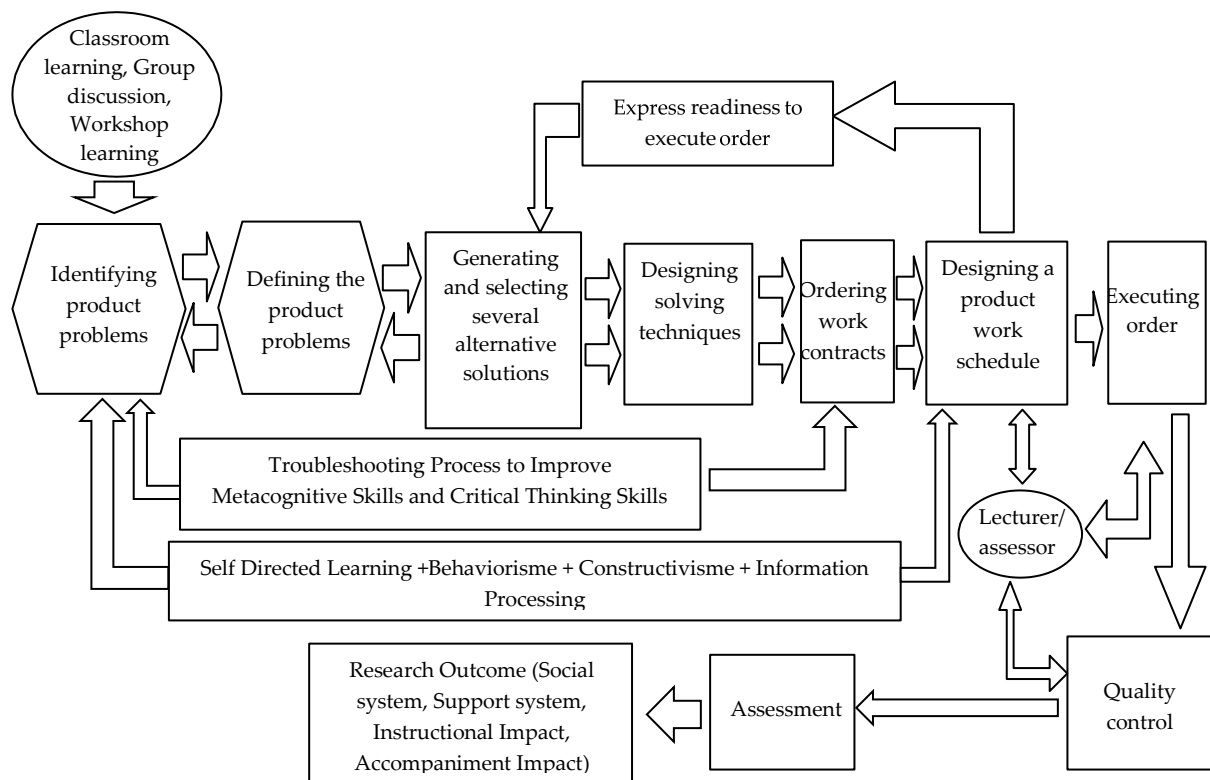 Classroom
learning, Group
discussion,
Workshop
learning
Express readiness to
execute order
Identifying
product
problems
Defining the
product
problems
Generating
and selecting
several
alternative
solutions
Designing
solving
techniques
Ordering
work
contracts
Designing a
product
work
schedule
Executing
order
Troubleshooting Process to Improve
Metacognitive Skills and Critical Thinking Skills
Lecturer/
assessor
Self Directed Learning +Behaviorisme + Constructivisme + Information
Processing
Research Outcome (Social
system, Support system,
Instructional Impact,
Accompaniment Impact)
Assessment
Quality
control